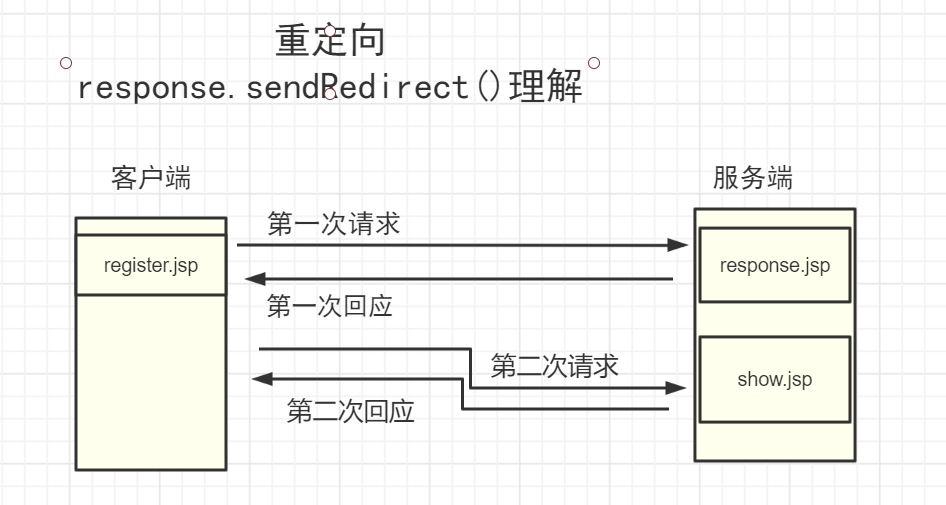 重定向
response.sendRedirect()理解
客户端
服务端
第一次请求
register.jsp
response.jsp
第一次回应
第二次请求
show.jsp
第二次回应